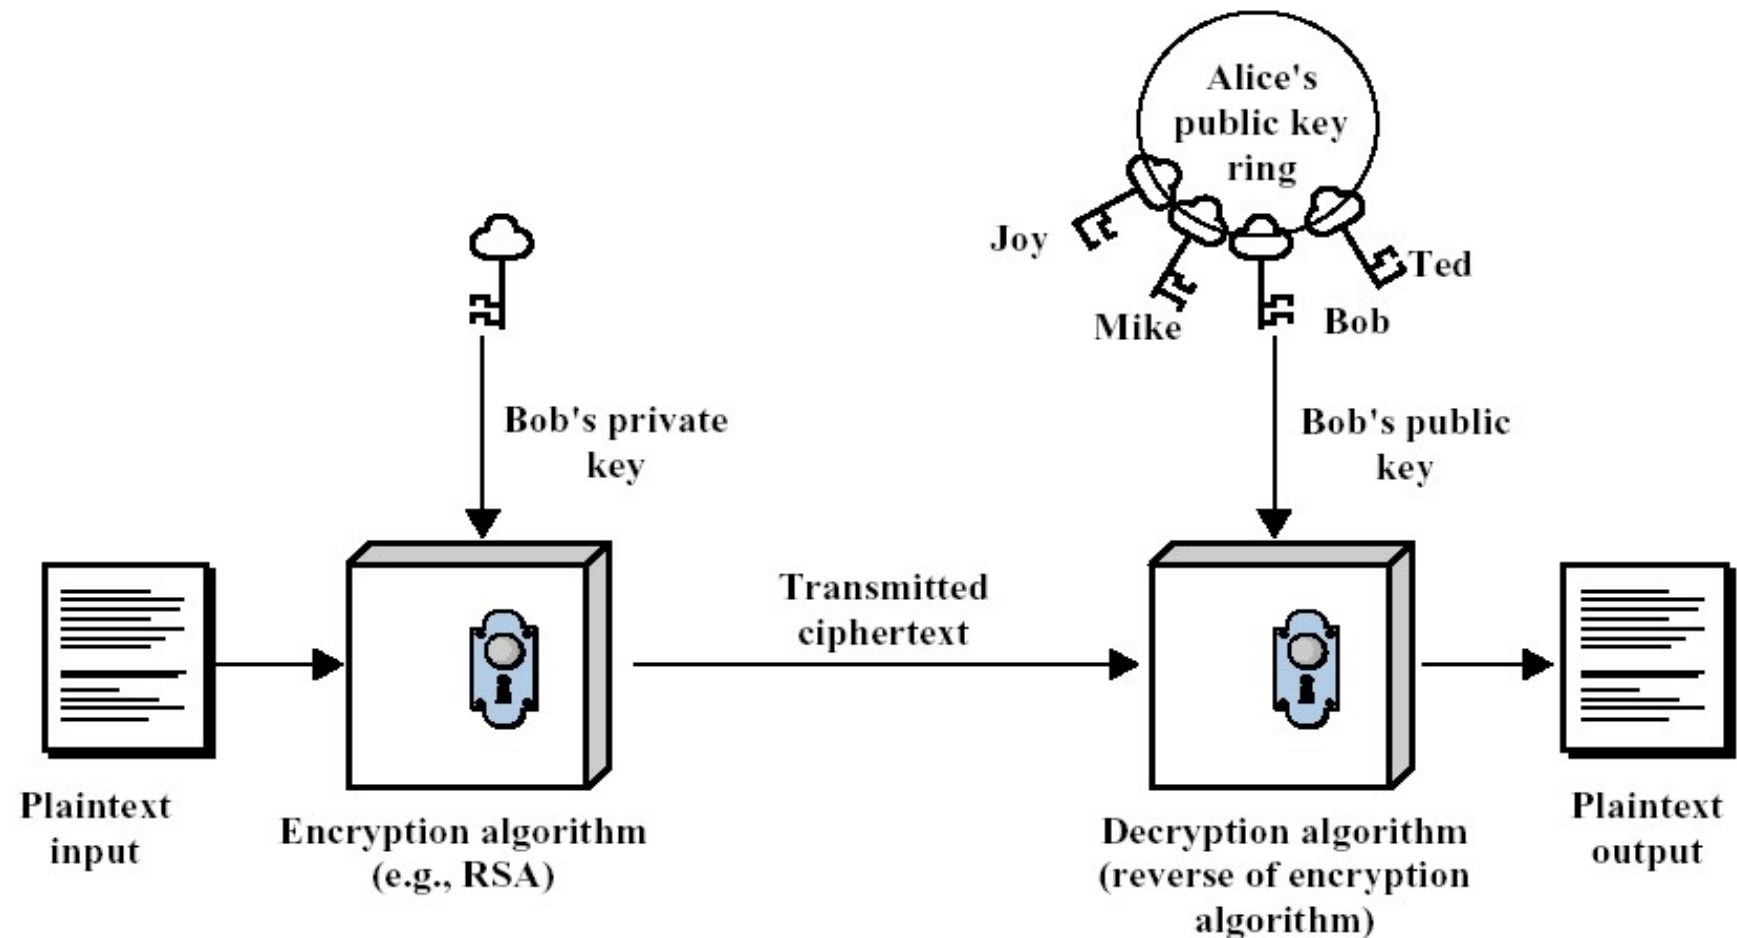 Alice's
public key
ring
Joy
Ted
Mike
Bob
Bob's private
key
Bob's public
key
Transmitted
ciphertext
Plaintext
input
Encryption algorithm
(e.g., RSA)
Decryption algorithm
(reverse of encryption
algorithm)
Plaintext
output